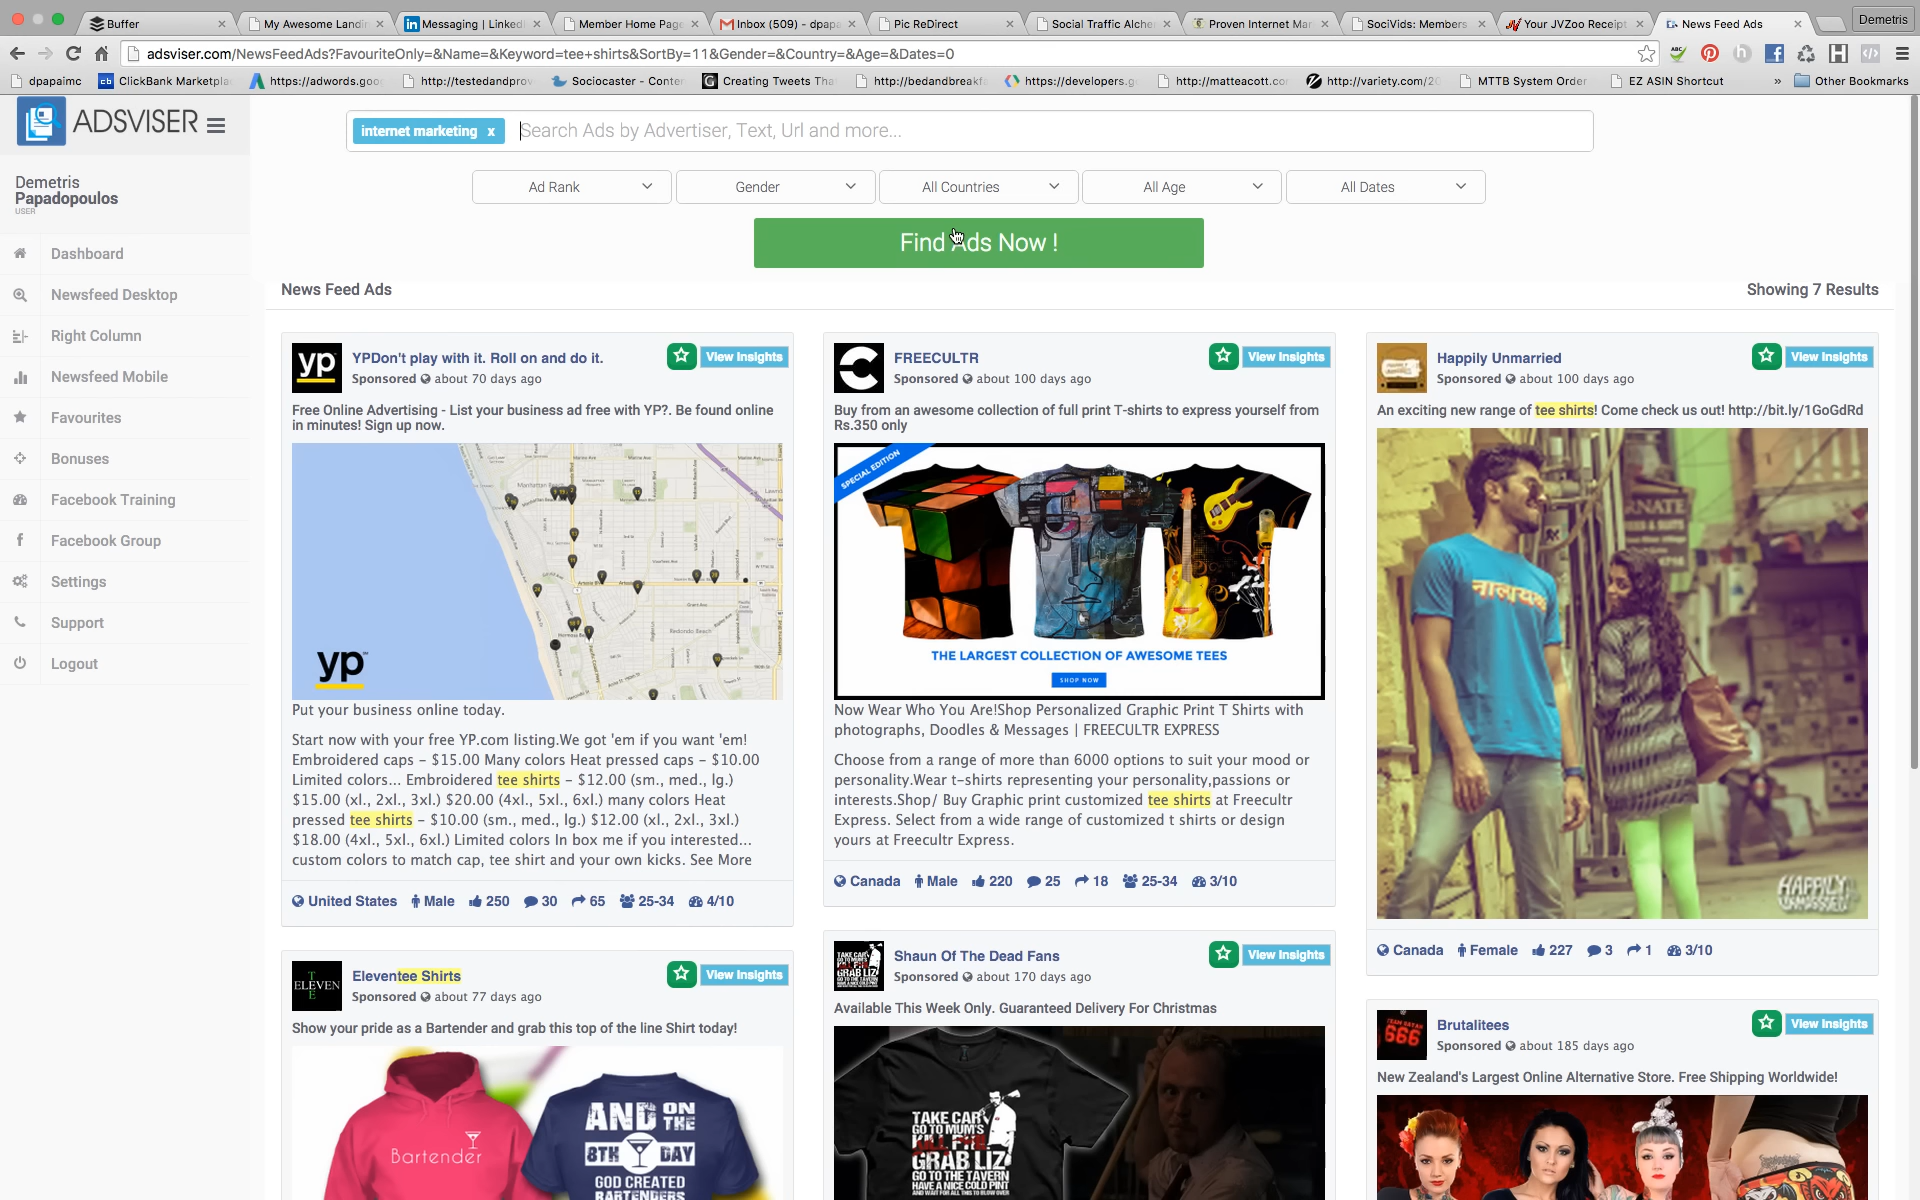 Buffer
My Awesome Landin
Messaging | LinkedI
Member Home Page
Inbox (509) - dpapa
Pic ReDirect
Social Traffic Alche
Proven Internet Mar
SociVids: Members
Your JVZoo Receipt
News Feed Ads
Demetris
adsviser.com/NewsFeedAds?FavouriteOnly=&Name=&Keyword=tee+shirts&SortBy=11&Gender=&Country=&Age=&Dates=0
dpapaimc
ClickBank Marketpla
https://adwords.goo
http://testedandprov
Sociocaster - Conten
Creating Tweets Tha
http://bedandbreakfa
https://developers.g
http://matteacott.co
http://variety.com/2
MTTB System Order
EZ ASIN Shortcut
»
Other Bookmarks
ADSVISER
internet marketing x
Search Ads by Advertiser, Text, Url and more...
Ad Rank
Gender
All Countries
All Age
All Dates
Find Ads Now !
Demetris
Papadopoulos
USER
Dashboard
Newsfeed Desktop
Right Column
Newsfeed Mobile
Favourites
Bonuses
Facebook Training
Facebook Group
Settings
Support
Logout
News Feed Ads
Showing 7 Results
yp
YPDon't play with it. Roll on and do it.
View Insights
Sponsored about 70 days ago
Free Online Advertising - List your business ad free with YP?. Be found online
in minutes! Sign up now.
yp
Put your business online today.
Start now with your free YP.com listing.We got 'em if you want 'em!
Embroidered caps – $15.00 Many colors Heat pressed caps – $10.00
Limited colors... Embroidered tee shirts – $12.00 (sm., med., lg.)
$15.00 (xl., 2xl., 3xl.) $20.00 (4xl., 5xl., 6xl.) many colors Heat
pressed tee shirts – $10.00 (sm., med., lg.) $12.00 (xl., 2xl., 3xl.)
$18.00 (4xl., 5xl., 6xl.) Limited colors In box me if you interested...
custom colors to match cap, tee shirt and your own kicks. See More
United States Male 250 30 65 25-34 4/10
ELEVEN
TEE
Eleventee Shirts
View Insights
Sponsored about 77 days ago
Show your pride as a Bartender and grab this top of the line Shirt today!
Bartender
AND ON THE
8TH DAY
GOD CREATED
BARTENDERS
FREECULTR
View Insights
Sponsored about 100 days ago
Buy from an awesome collection of full print T-shirts to express yourself from
Rs.350 only
SPECIAL EDITION
THE LARGEST COLLECTION OF AWESOME TEES
SHOP NOW
Now Wear Who You Are!Shop Personalized Graphic Print T Shirts with
photographs, Doodles & Messages | FREECULTR EXPRESS
Choose from a range of more than 6000 options to suit your mood or
personality.Wear t-shirts representing your personality,passions or
interests.Shop/ Buy Graphic print customized tee shirts at Freecultr
Express. Select from a wide range of customized t shirts or design
yours at Freecultr Express.
Canada Male 220 25 18 25-34 3/10
Shaun Of The Dead Fans
View Insights
Sponsored about 170 days ago
Available This Week Only. Guaranteed Delivery For Christmas
TAKE CAR
GO TO MUM'S
KILL PHIL
GRAB LIZ
GO TO THE TAVERN
HAVE A NICE COLD PINT
AND WAIT FOR ALL THIS TO BLOW OVER
Happily Unmarried
View Insights
Sponsored about 100 days ago
An exciting new range of tee shirts! Come check us out! http://bit.ly/1GoGdRd
नालायक
HAPPILY
UNMARRIED
Canada Female 227 3 1 3/10
TEAM SATAN
666
Brutalitees
View Insights
Sponsored about 185 days ago
New Zealand's Largest Online Alternative Store. Free Shipping Worldwide!